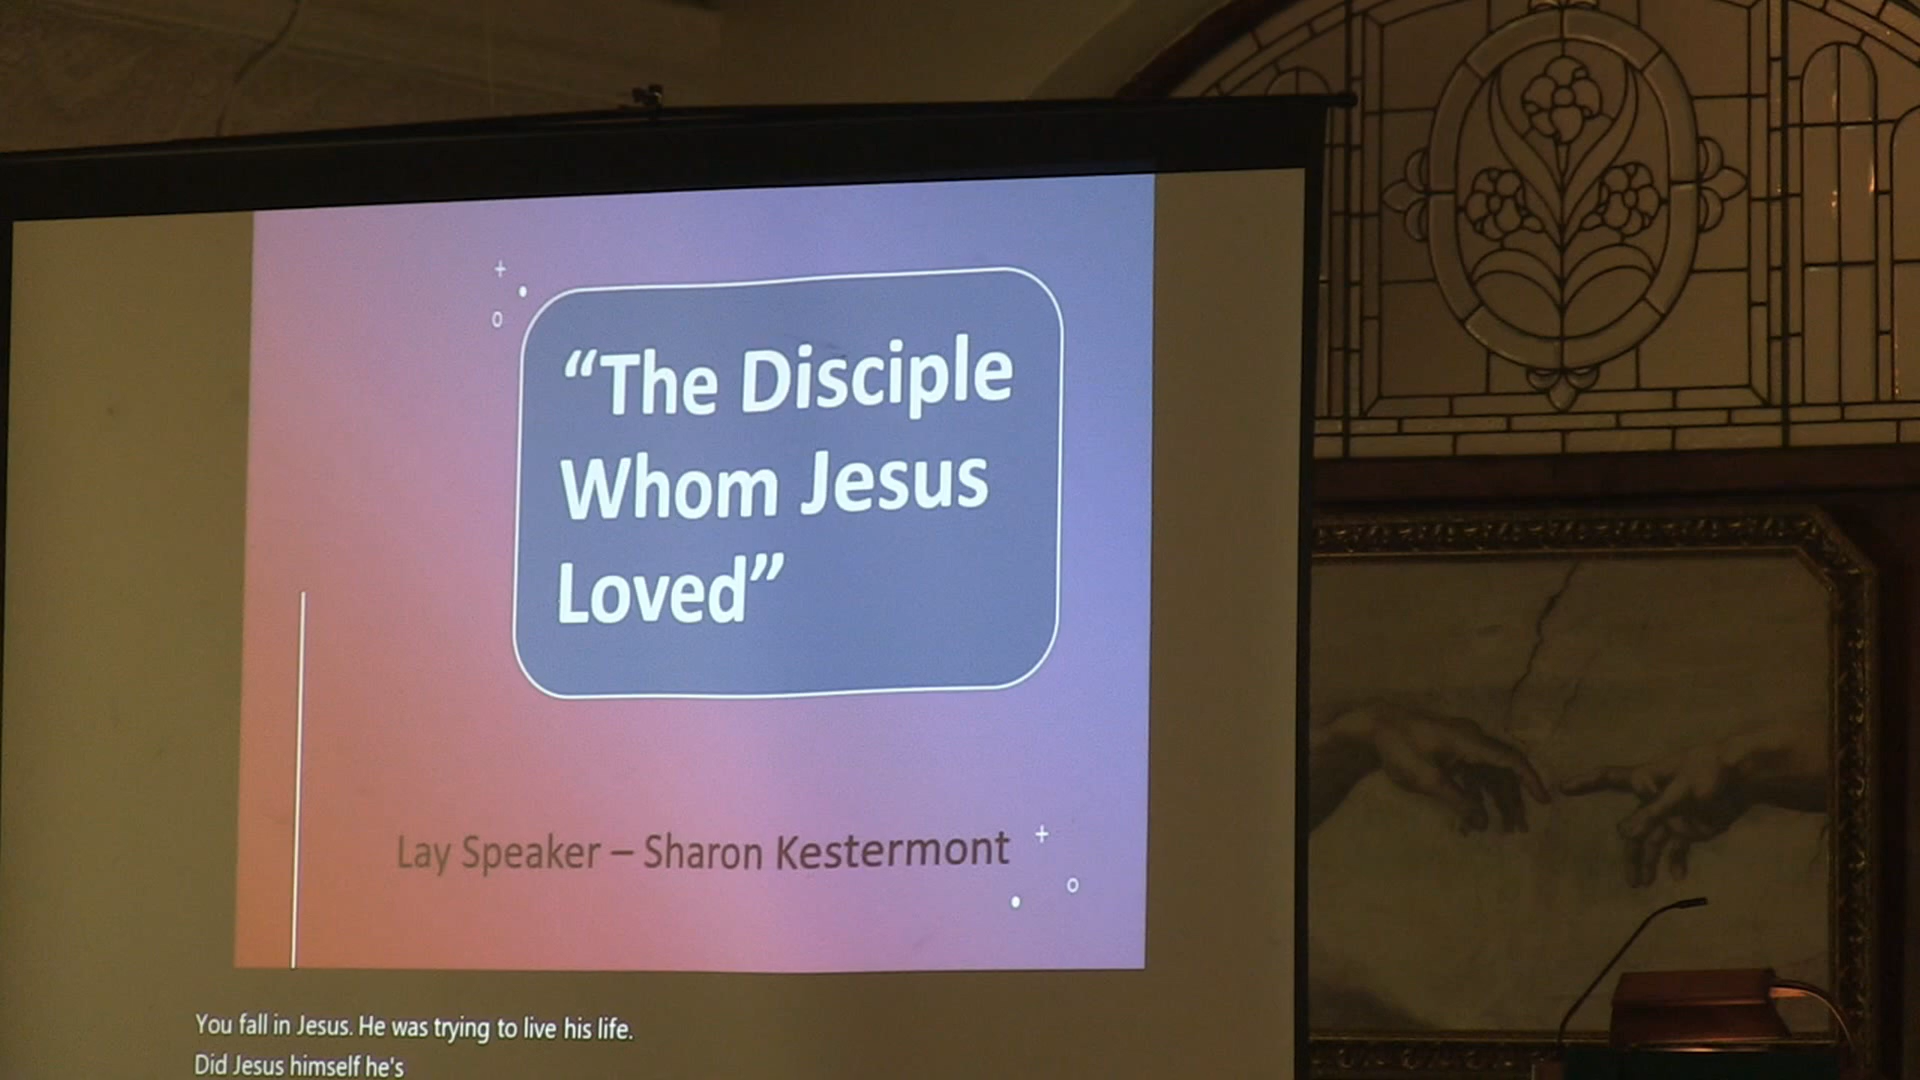 “The Disciple
Whom Jesus
Loved”
Lay Speaker – Sharon Kestermont
You fall in Jesus. He was trying to live his life.
Did Jesus himself he's